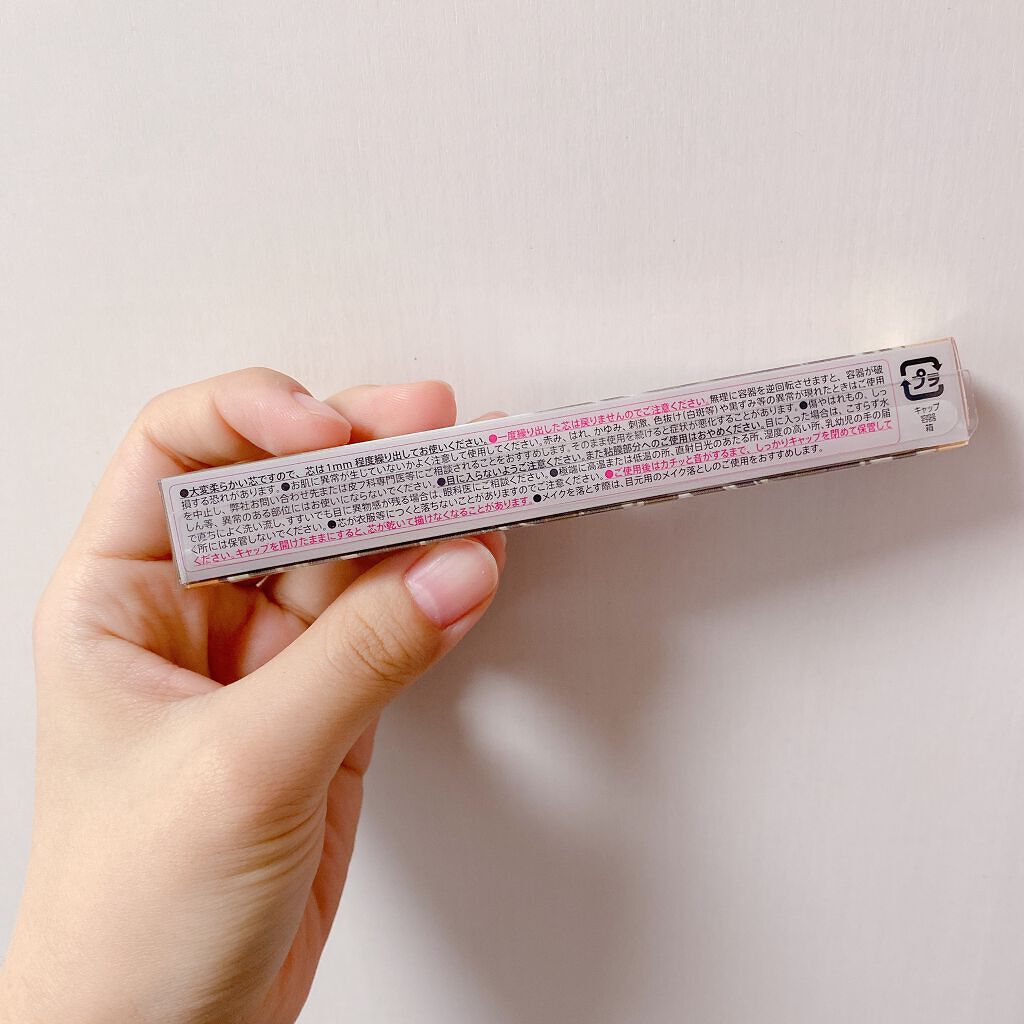 ●大変柔らかい芯ですので、芯は1mm程度繰り出してお使いください。●一度繰り出した芯は戻りませんのでご注意ください。無理に容器を逆回転させますと、容器が破
損する恐れがあります。●お肌に異常が生じていないかよく注意して使用してください。赤み、はれ、かゆみ、刺激、色抜け(白斑等)や黒ずみ等の異常が現れたときはご使用
を中止し、弊社お問い合わせ先または皮フ科専門医等にご相談されることをおすすめします。そのまま使用を続けると症状が悪化することがあります。●傷やはれもの、しっ
しん等、異常のある部位にはお使いにならないでください。●目に入らないようご注意ください。また粘膜部分へのご使用はおやめください。目に入った場合は、こすらず水
で直ちによく洗い流し、すすいでも目に異物感が残る場合は、眼科医にご相談ください。●極端に高温または低温の所、直射日光のあたる所、湿度の高い所、乳幼児の手の届
く所には保管しないでください。●芯が衣服等につくと落ちないことがありますのでご注意ください。●ご使用後はカチッと音がするまで、しっかりキャップを閉めて保管して
ください。キャップを開けたままにすると、芯が乾いて描けなくなることがあります。●メイクを落とす際は、目元用のメイク落としのご使用をおすすめします。
プラ
キャップ
容器
箱